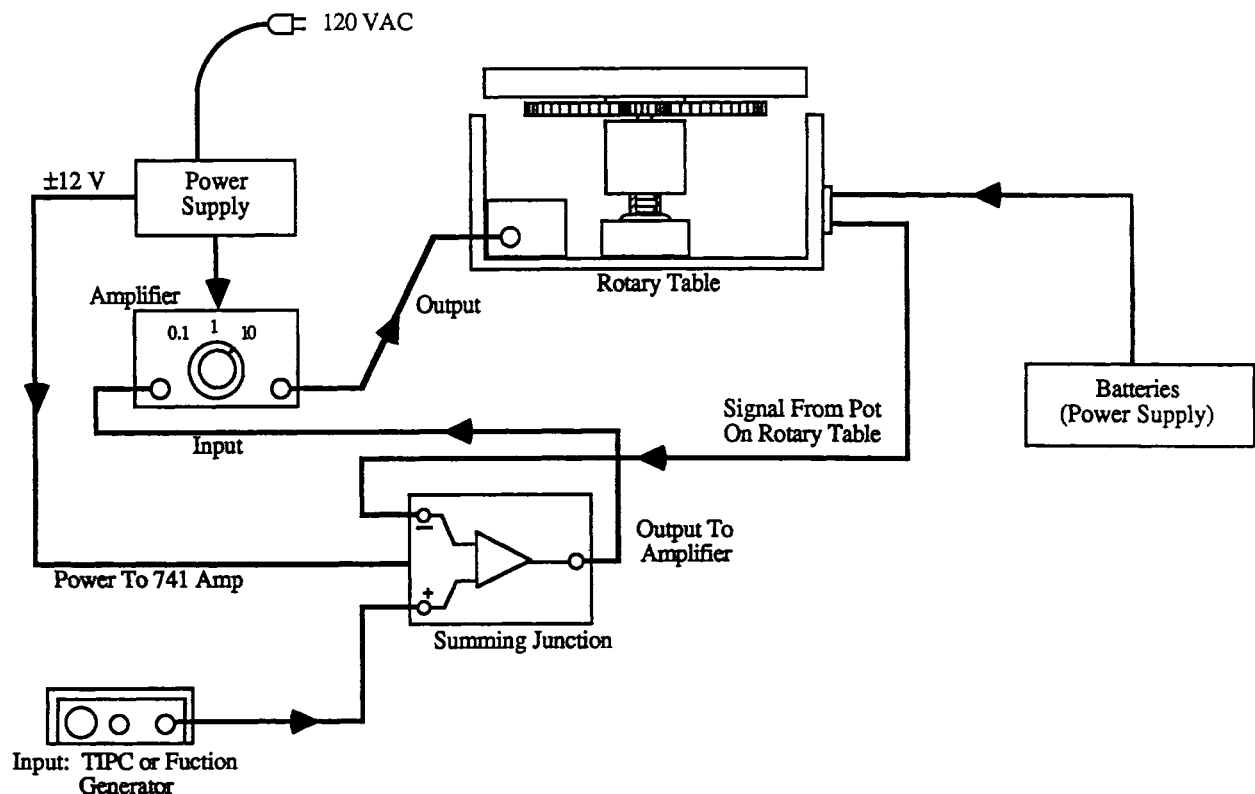 120 VAC
±12 V
Power
Supply
Amplifier
0.1 1 10
Output
Rotary Table
Input
Signal From Pot
On Rotary Table
Batteries
(Power Supply)
Output To
Amplifier
Power To 741 Amp
−
+
Summing Junction
Input: TIPC or Fuction
Generator